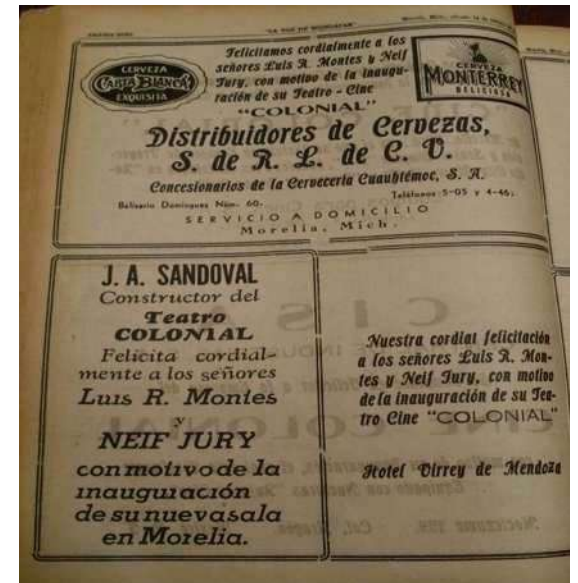 "LA VOZ DE MICHOACAN"
CERVEZA
CARTA BLANCA
EXQUISITA
Felicitamos cordialmente a los
señores Luis R. Montes y Neif
Jury, con motivo de la inaugu-
ración de su Teatro - Cine
"COLONIAL"
CERVEZA
MONTERREY
DELICIOSA
Distribuidores de Cervezas,
S. de R. L. de C. V.
Concesionarios de la Cervecería Cuauhtémoc, S. A.
Belisario Domínguez Núm. 60.
Teléfonos: 5-05 y 4-46.
SERVICIO A DOMICILIO
Morelia, Mich.
J. A. SANDOVAL
Constructor del
Teatro
COLONIAL
Felicita cordial-
mente a los señores
Luis R. Montes
y
NEIF JURY
con motivo de la
inauguración
de su nueva sala
en Morelia.
Nuestra cordial felicitación
a los señores Luis R. Mon-
tes y Neif Jury, con motivo
de la inauguración de su Tea-
tro Cine "COLONIAL"
Hotel Virrey de Mendoza